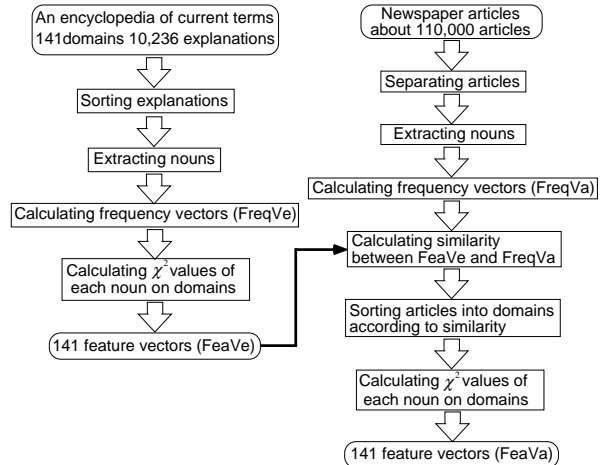 An encyclopedia of current terms
141domains 10,236 explanations
Sorting explanations
Extracting nouns
Calculating frequency vectors (FreqVe)
Calculating χ² values of
each noun on domains
141 feature vectors (FeaVe)
Newspaper articles
about 110,000 articles
Separating articles
Extracting nouns
Calculating frequency vectors (FreqVa)
Calculating similarity
between FeaVe and FreqVa
Sorting articles into domains
according to similarity
Calculating χ² values of
each noun on domains
141 feature vectors (FeaVa)